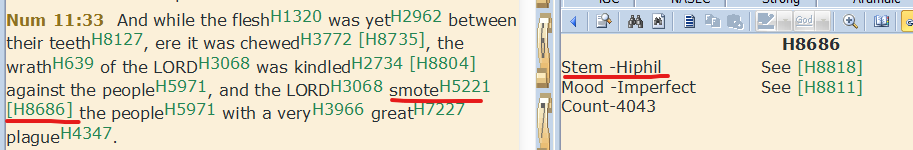 Num 11:33 And while the fleshH1320 was yetH2962 between
their teethH8127, ere it was chewedH3772 [H8735], the
wrathH639 of the LORDH3068 was kindledH2734 [H8804]
against the peopleH5971, and the LORDH3068 smoteH5221
[H8686] the peopleH5971 with a veryH3966 greatH7227
plagueH4347.
God
H8686
Stem -Hiphil See [H8818]
Mood -Imperfect See [H8811]
Count-4043